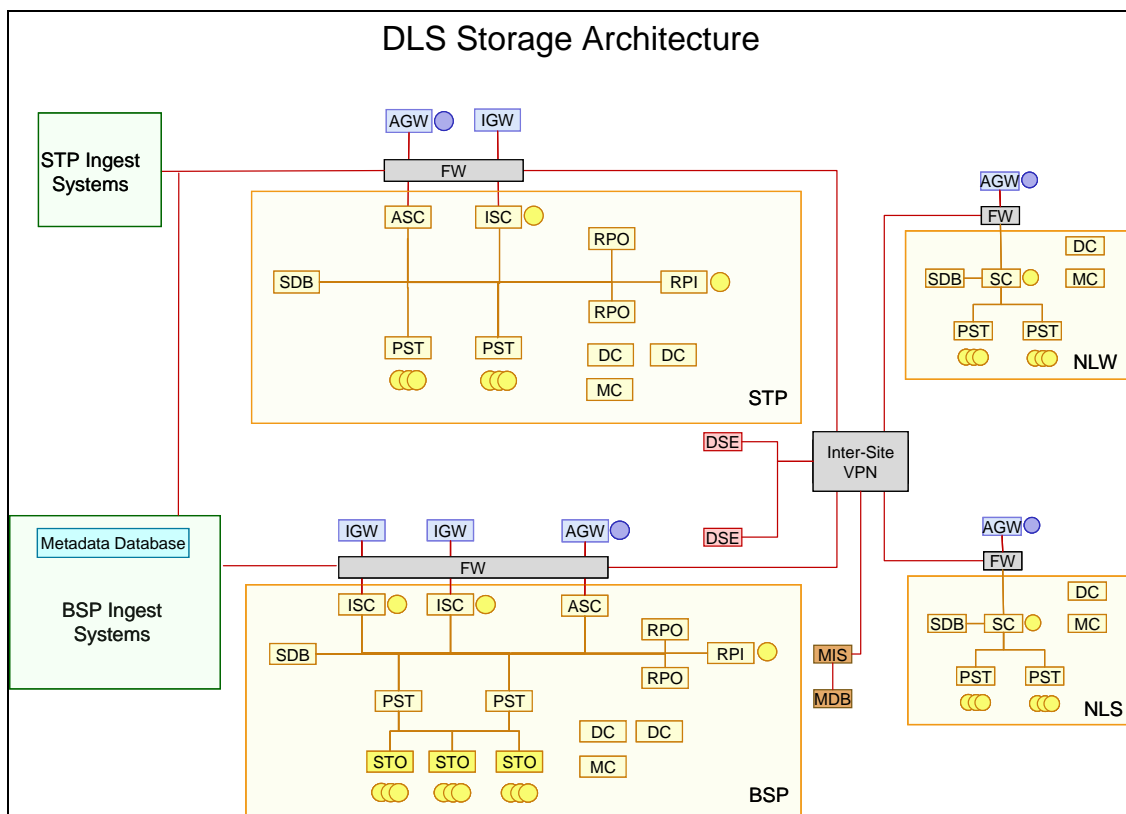 DLS Storage Architecture
STP Ingest
Systems
AGW
IGW
FW
ASC
ISC
RPO
SDB
RPI
RPO
PST
PST
DC
DC
MC
STP
AGW
FW
DC
SDB
SC
MC
PST
PST
NLW
DSE
Inter-Site
VPN
DSE
Metadata Database
BSP Ingest
Systems
IGW
IGW
AGW
FW
ISC
ISC
ASC
RPO
SDB
RPI
RPO
PST
PST
DC
DC
STO
STO
STO
MC
BSP
MIS
MDB
AGW
FW
DC
SDB
SC
MC
PST
PST
NLS